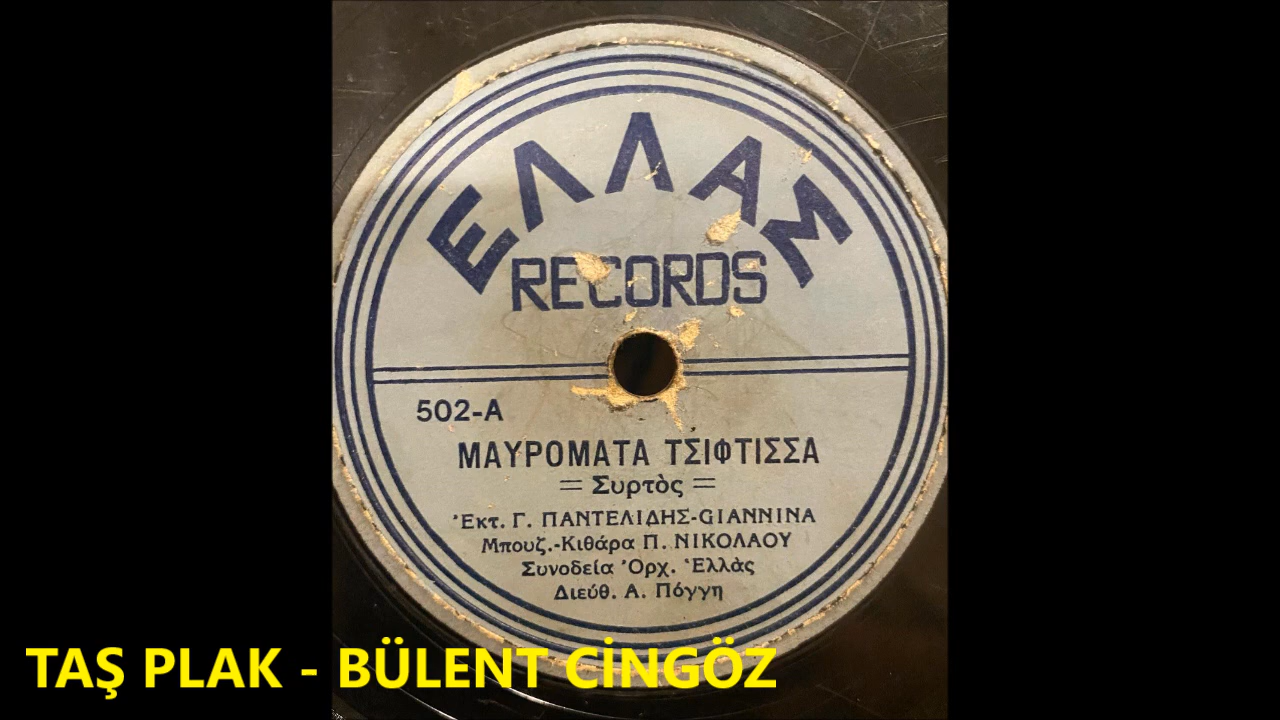 ΕΛΛΑΣ
RECORDS
502-Α
ΜΑΥΡΟΜΑΤΑ ΤΣΙΦΤΙΣΣΑ
= Συρτὸς =
Ἐκτ. Γ. ΠΑΝΤΕΛΙΔΗΣ-GIANNINA
Μπουζ.-Κιθάρα Π. ΝΙΚΟΛΑΟΥ
Συνοδεία Ὀρχ. Ἑλλὰς
Διεύθ. Α. Πόγγη
TAŞ PLAK - BÜLENT CİNGÖZ